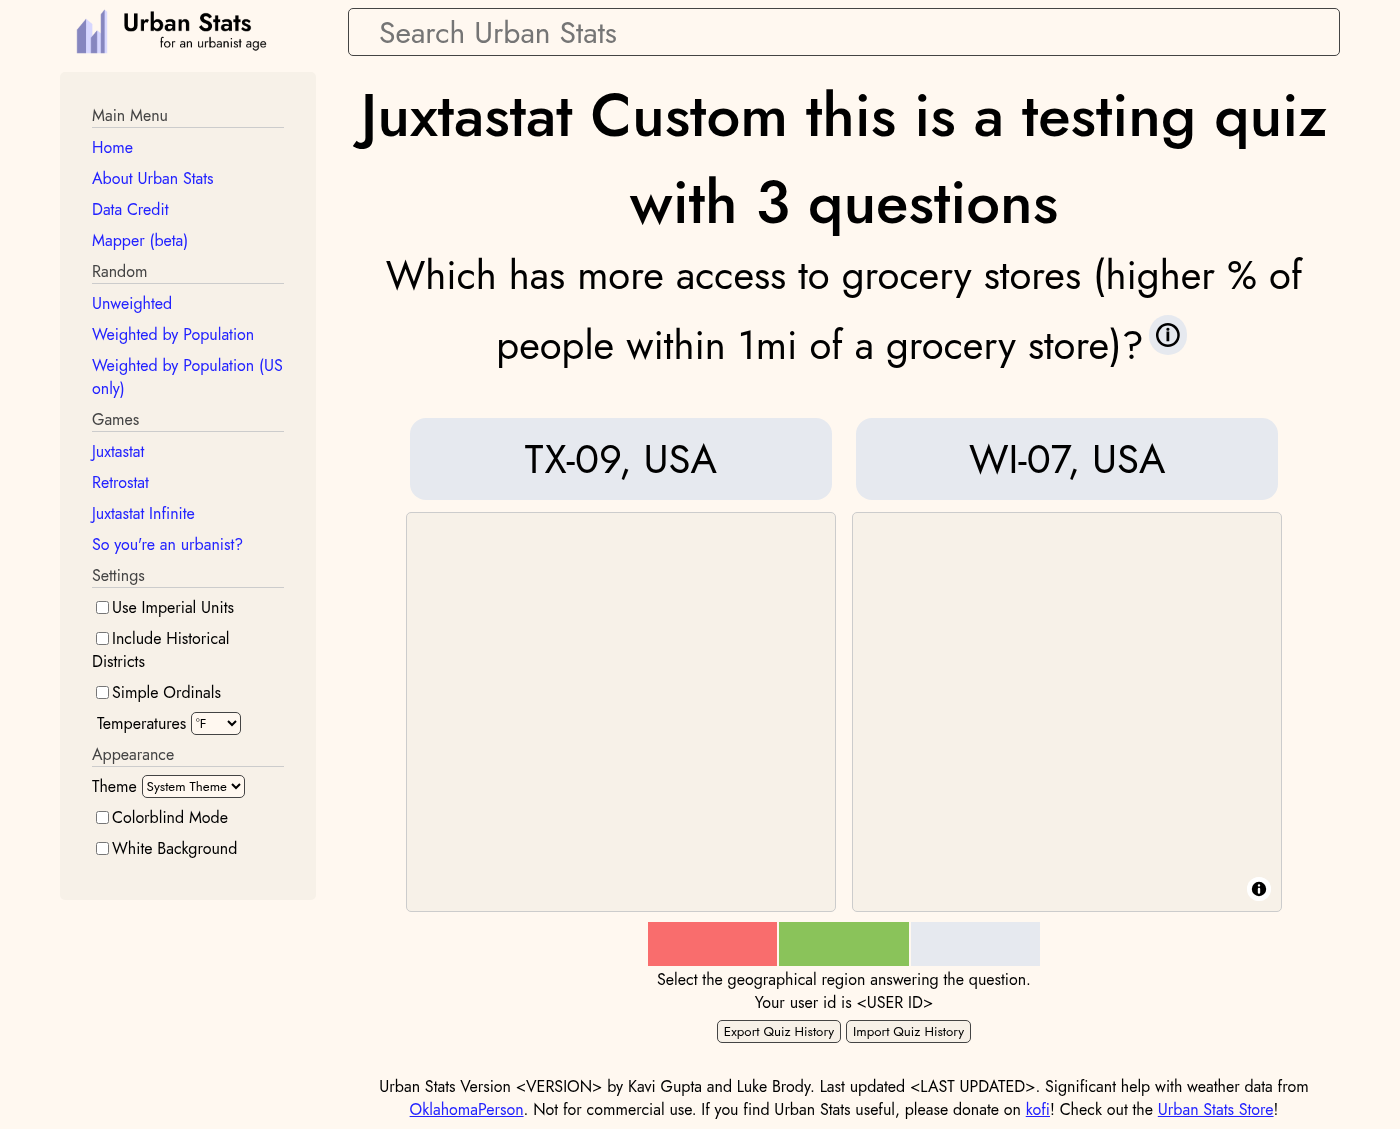 Urban Stats
for an urbanist age
Search Urban Stats
Main Menu
Home
About Urban Stats
Data Credit
Mapper (beta)
Random
Unweighted
Weighted by Population
Weighted by Population (US
only)
Games
Juxtastat
Retrostat
Juxtastat Infinite
So you're an urbanist?
Settings
Use Imperial Units
Include Historical
Districts
Simple Ordinals
Temperatures °F
Appearance
Theme System Theme
Colorblind Mode
White Background
Juxtastat Custom this is a testing quiz
with 3 questions
Which has more access to grocery stores (higher % of
people within 1mi of a grocery store)?
TX-09, USA
WI-07, USA
Select the geographical region answering the question.
Your user id is <USER ID>
Export Quiz History Import Quiz History
Urban Stats Version <VERSION> by Kavi Gupta and Luke Brody. Last updated <LAST UPDATED>. Significant help with weather data from
OklahomaPerson. Not for commercial use. If you find Urban Stats useful, please donate on kofi! Check out the Urban Stats Store!